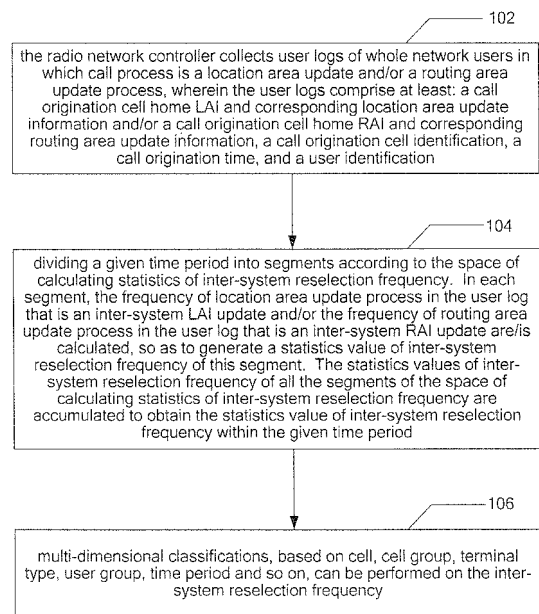 102
the radio network controller collects user logs of whole network users in
which call process is a location area update and/or a routing area
update process, wherein the user logs comprise at least: a call
origination cell home LAI and corresponding location area update
information and/or a call origination cell home RAI and corresponding
routing area update information, a call origination cell identification, a
call origination time, and a user identification
104
dividing a given time period into segments according to the space of
calculating statistics of inter-system reselection frequency. In each
segment, the frequency of location area update process in the user log
that is an inter-system LAI update and/or the frequency of routing area
update process in the user log that is an inter-system RAI update are/is
calculated, so as to generate a statistics value of inter-system
reselection frequency of this segment. The statistics values of inter-
system reselection frequency of all the segments of the space of
calculating statistics of inter-system reselection frequency are
accumulated to obtain the statistics value of inter-system reselection
frequency within the given time period
106
multi-dimensional classifications, based on cell, cell group, terminal
type, user group, time period and so on, can be performed on the inter-
system reselection frequency